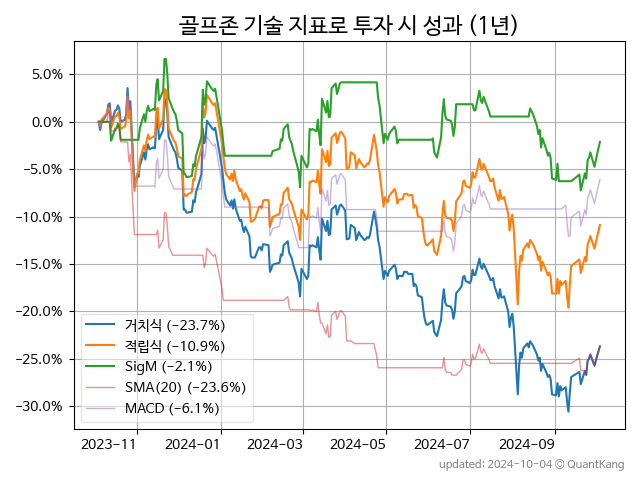 골프존 기술 지표로 투자 시 성과 (1년)
5.0%
0.0%
−5.0%
−10.0%
−15.0%
−20.0%
−25.0%
−30.0%
거치식 (−23.7%)
적립식 (−10.9%)
SigM (−2.1%)
SMA(20) (−23.6%)
MACD (−6.1%)
2023−11 2024−01 2024−03 2024−05 2024−07 2024−09
updated: 2024−10−04 © QuantKang